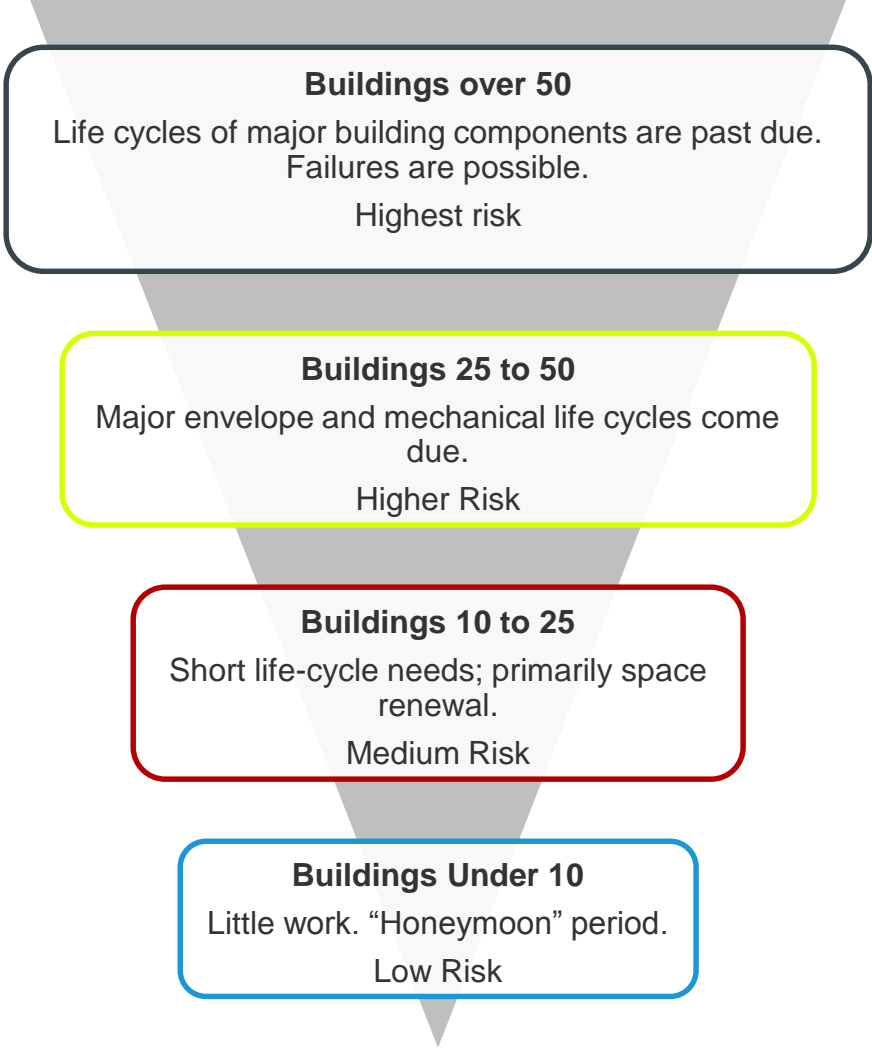 Buildings over 50
Life cycles of major building components are past due.
Failures are possible.
Highest risk
Buildings 25 to 50
Major envelope and mechanical life cycles come
due.
Higher Risk
Buildings 10 to 25
Short life-cycle needs; primarily space
renewal.
Medium Risk
Buildings Under 10
Little work. “Honeymoon” period.
Low Risk